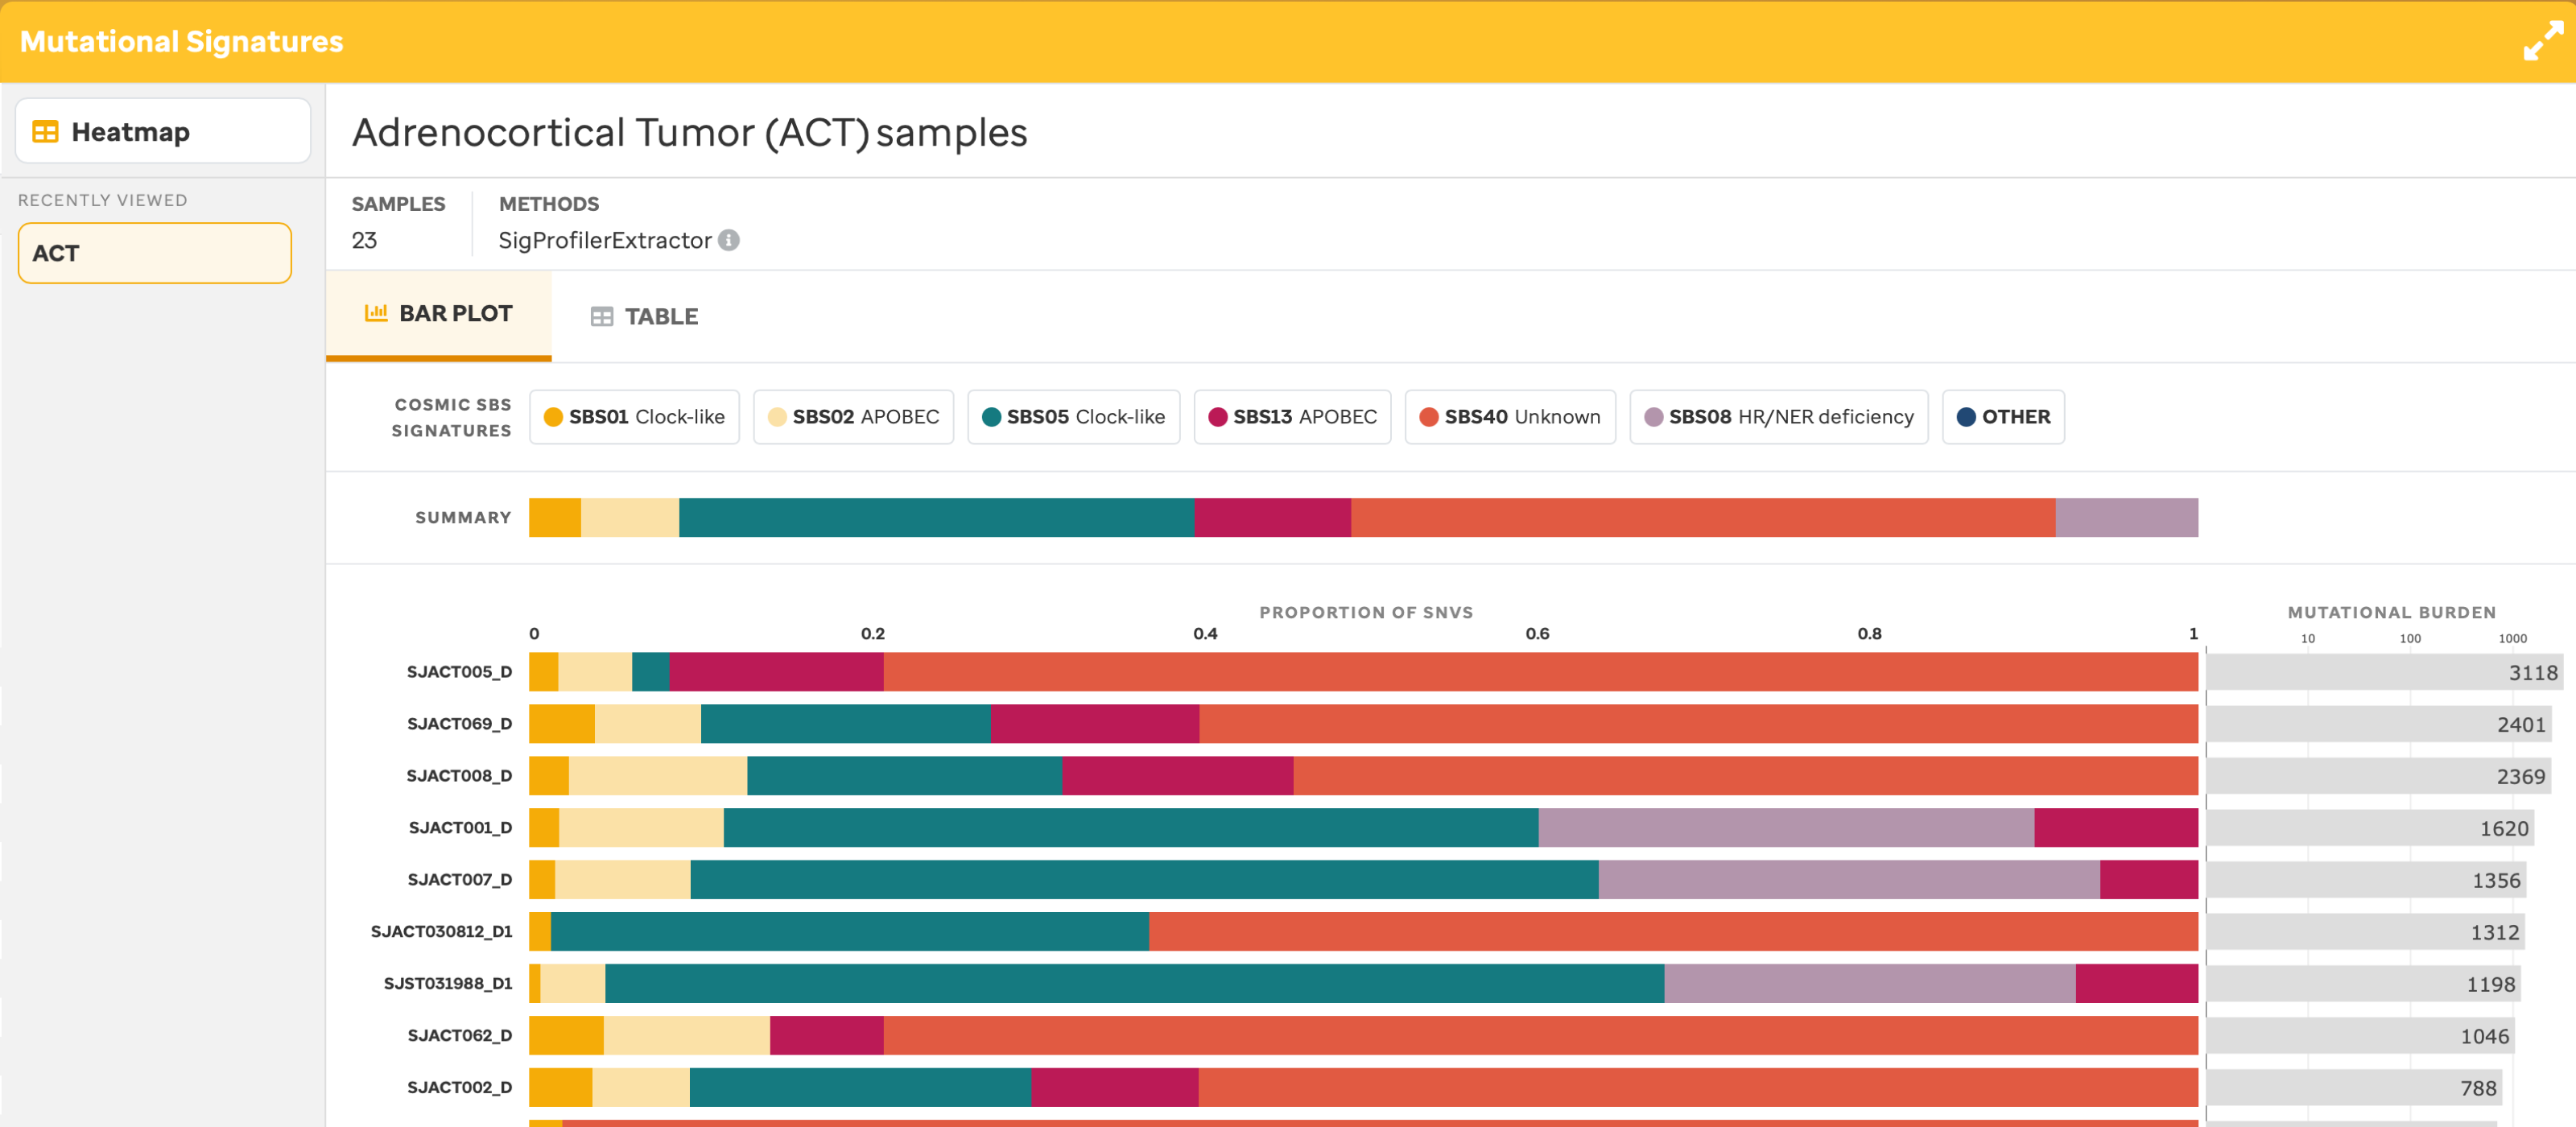 Mutational Signatures
Heatmap
Adrenocortical Tumor (ACT) samples
RECENTLY VIEWED
ACT
SAMPLES
23
METHODS
SigProfilerExtractor
BAR PLOT
TABLE
COSMIC SBS
SIGNATURES
SBS01 Clock-like
SBS02 APOBEC
SBS05 Clock-like
SBS13 APOBEC
SBS40 Unknown
SBS08 HR/NER deficiency
OTHER
SUMMARY
PROPORTION OF SNVS
0 0.2 0.4 0.6 0.8 1
MUTATIONAL BURDEN
10 100 1000
SJACT005_D 3118
SJACT069_D 2401
SJACT008_D 2369
SJACT001_D 1620
SJACT007_D 1356
SJACT030812_D1 1312
SJST031988_D1 1198
SJACT062_D 1046
SJACT002_D 788